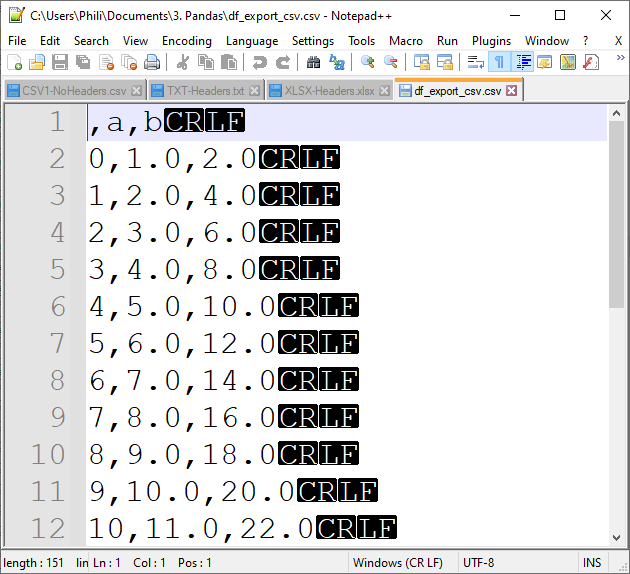 C:\Users\Phili\Documents\3. Pandas\df_export_csv.csv - Notepad++
File Edit Search View Encoding Language Settings Tools Macro Run Plugins Window ? X
CSV1-NoHeaders.csv TXT-Headers.txt XLSX-Headers.xlsx df_export_csv.csv
1 ,a,bCRLF
2 0,1.0,2.0CRLF
3 1,2.0,4.0CRLF
4 2,3.0,6.0CRLF
5 3,4.0,8.0CRLF
6 4,5.0,10.0CRLF
7 5,6.0,12.0CRLF
8 6,7.0,14.0CRLF
9 7,8.0,16.0CRLF
10 8,9.0,18.0CRLF
11 9,10.0,20.0CRLF
12 10,11.0,22.0CRLF
length : 151 lin Ln : 1 Col : 1 Pos : 1 Windows (CR LF) UTF-8 INS